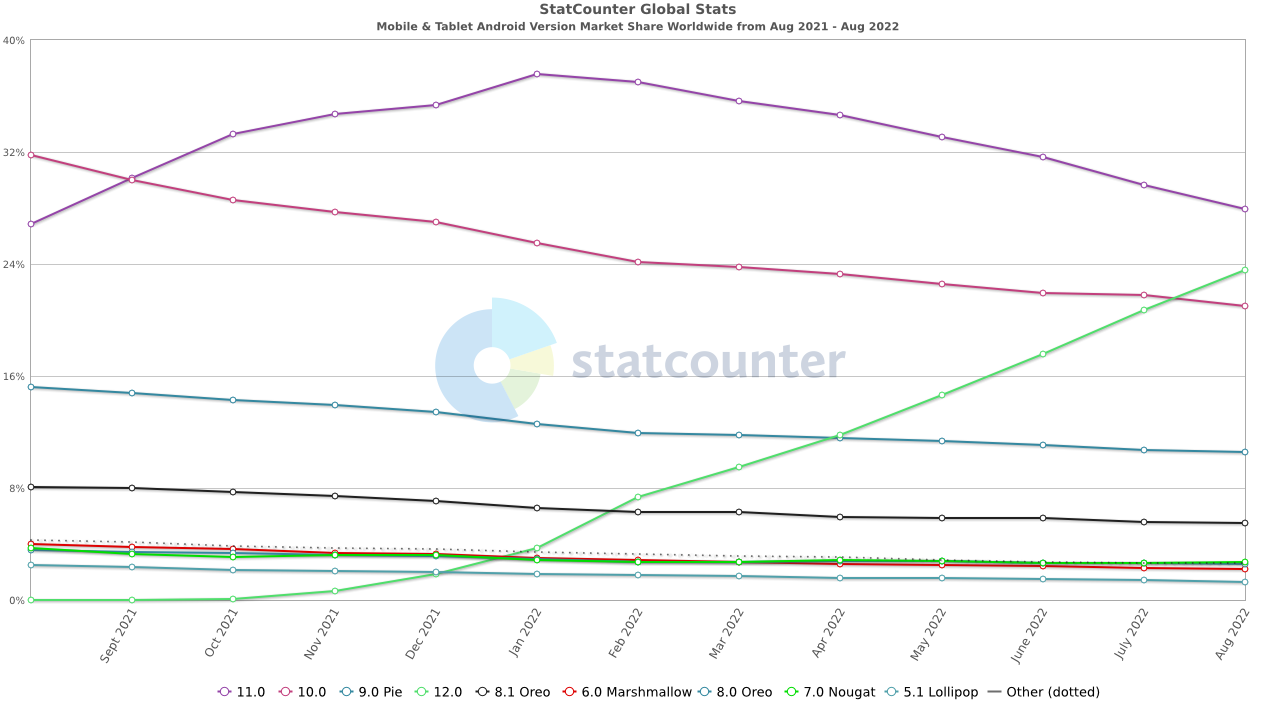 StatCounter Global Stats
Mobile & Tablet Android Version Market Share Worldwide from Aug 2021 - Aug 2022
40%
32%
24%
16%
8%
0%
statcounter
Sept 2021
Oct 2021
Nov 2021
Dec 2021
Jan 2022
Feb 2022
Mar 2022
Apr 2022
May 2022
June 2022
July 2022
Aug 2022
11.0 10.0 9.0 Pie 12.0 8.1 Oreo 6.0 Marshmallow 8.0 Oreo 7.0 Nougat 5.1 Lollipop Other (dotted)